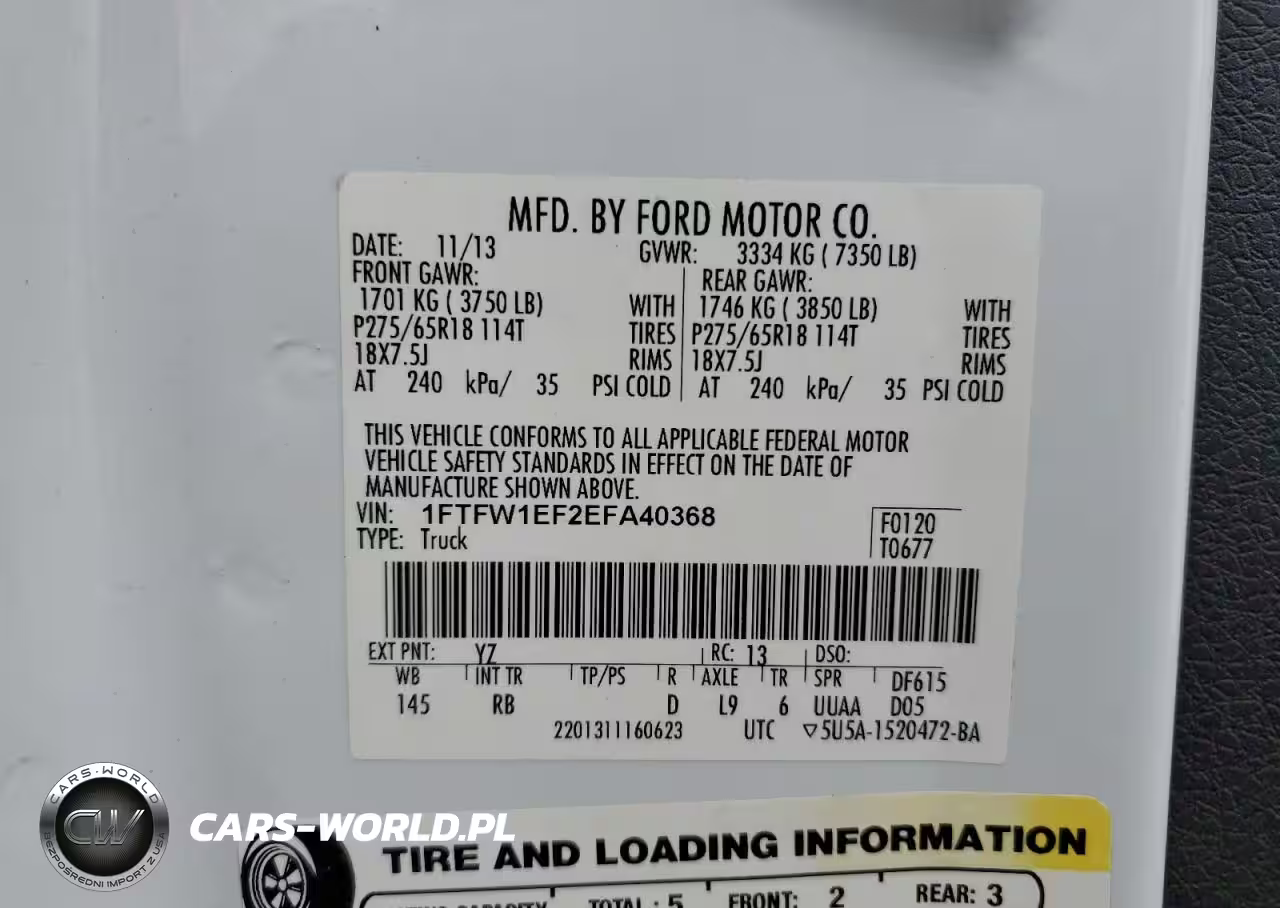 MFD. BY FORD MOTOR CO.
DATE: 11/13 GVWR: 3334 KG ( 7350 LB)
FRONT GAWR: REAR GAWR:
1701 KG ( 3750 LB) WITH 1746 KG ( 3850 LB) WITH
P275/65R18 114T TIRES P275/65R18 114T TIRES
18X7.5J RIMS 18X7.5J RIMS
AT 240 kPa/ 35 PSI COLD AT 240 kPa/ 35 PSI COLD
THIS VEHICLE CONFORMS TO ALL APPLICABLE FEDERAL MOTOR
VEHICLE SAFETY STANDARDS IN EFFECT ON THE DATE OF
MANUFACTURE SHOWN ABOVE.
VIN: 1FTFW1EF2EFA40368 F0120
TYPE: Truck T0677
EXT PNT: YZ RC: 13 DSO:
WB INT TR TP/PS R AXLE TR SPR DF615
145 RB D L9 6 UUAA D05
2201311160623 UTC ▽5U5A-1520472-BA
CARS-WORLD
CW
BEZPOŚREDNI IMPORT Z USA
CARS-WORLD.PL
TIRE AND LOADING INFORMATION
TOTAL : 5 FRONT: 2 REAR: 3